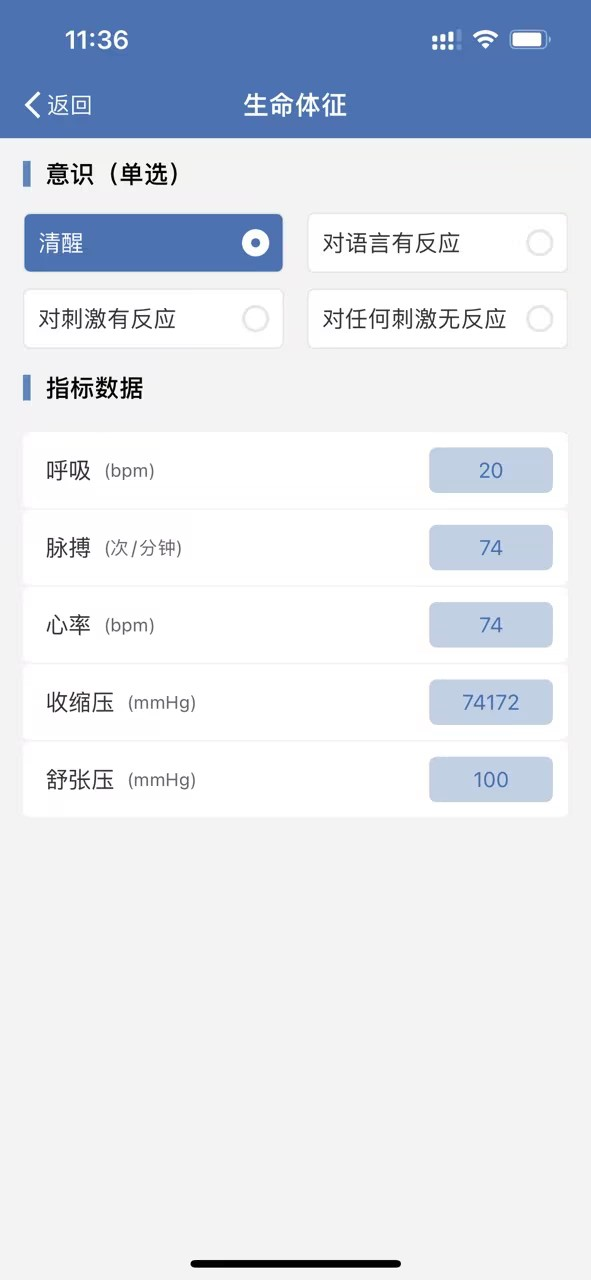 11:36
返回 生命体征
意识（单选）
清醒 对语言有反应
对刺激有反应 对任何刺激无反应
指标数据
呼吸 (bpm) 20
脉搏 (次/分钟) 74
心率 (bpm) 74
收缩压 (mmHg) 74172
舒张压 (mmHg) 100